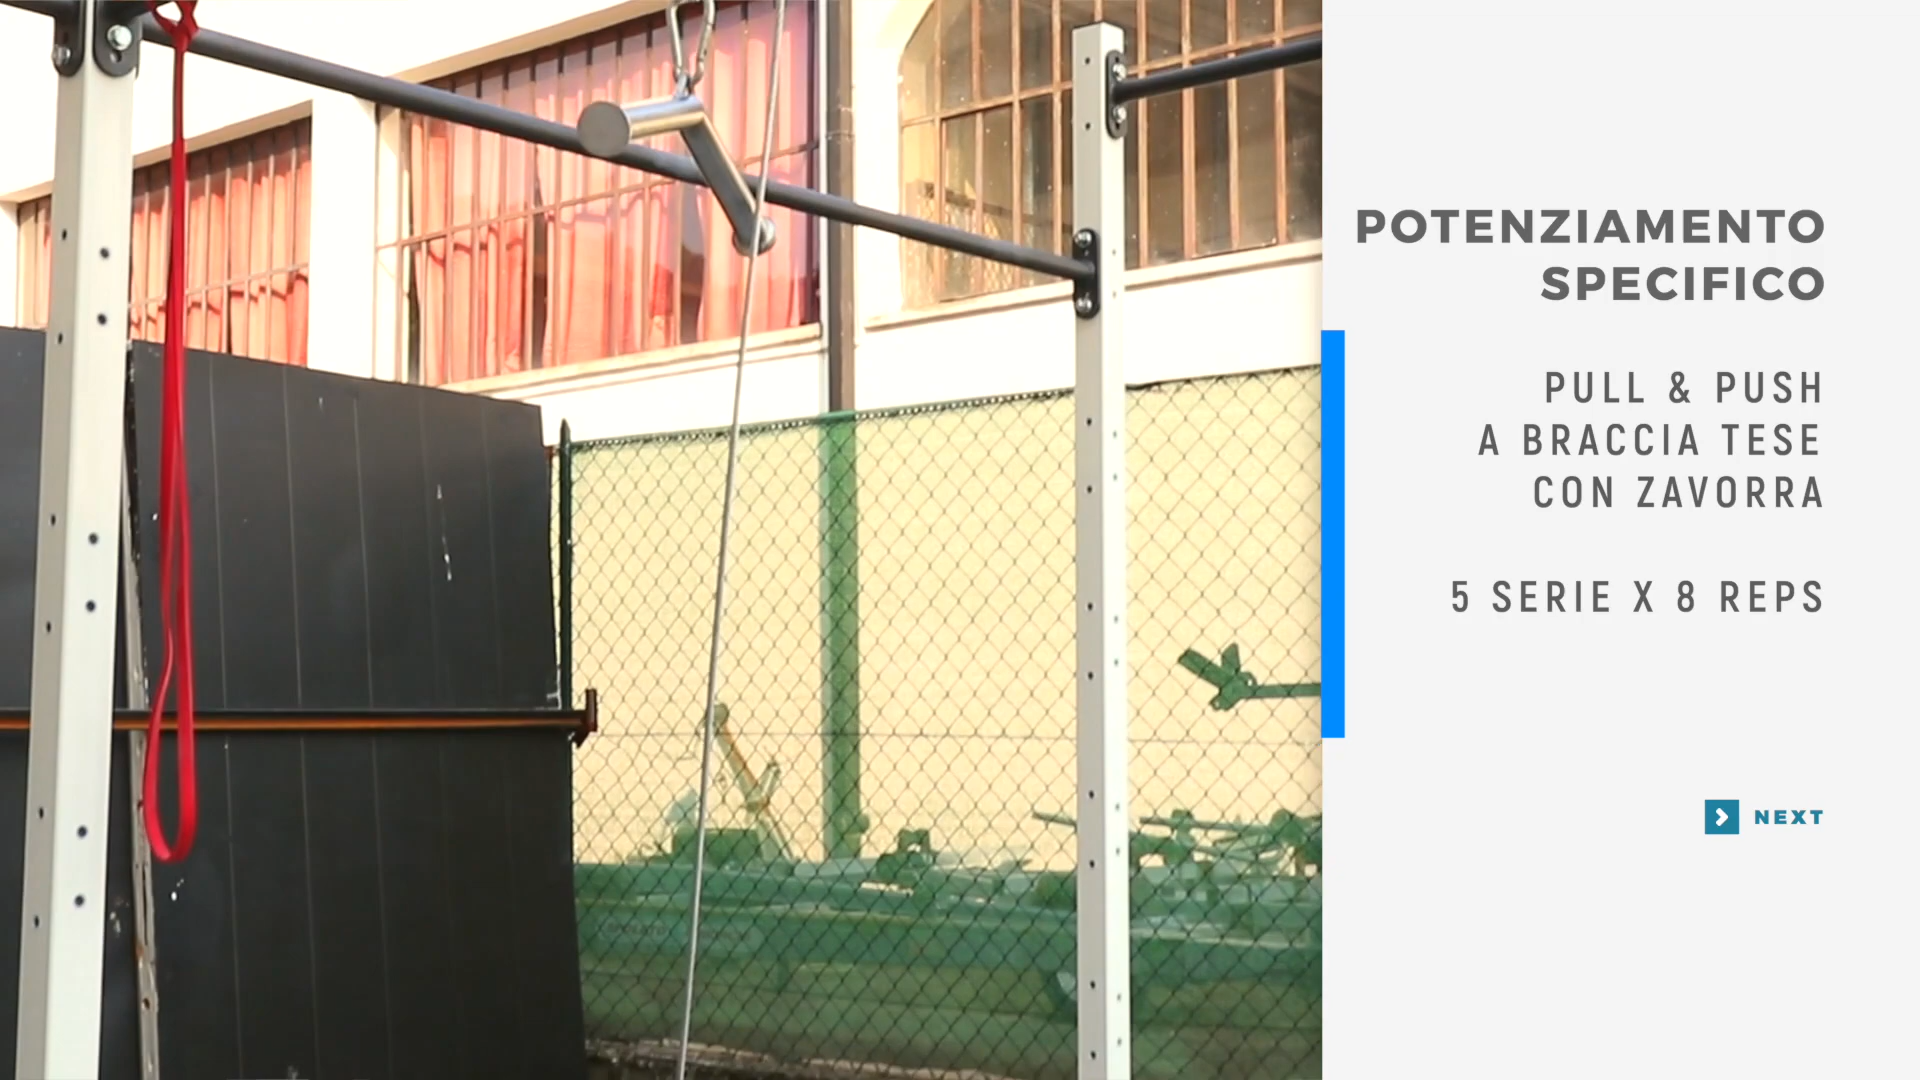 POTENZIAMENTO
SPECIFICO
PULL & PUSH
A BRACCIA TESE
CON ZAVORRA
5 SERIE X 8 REPS
NEXT